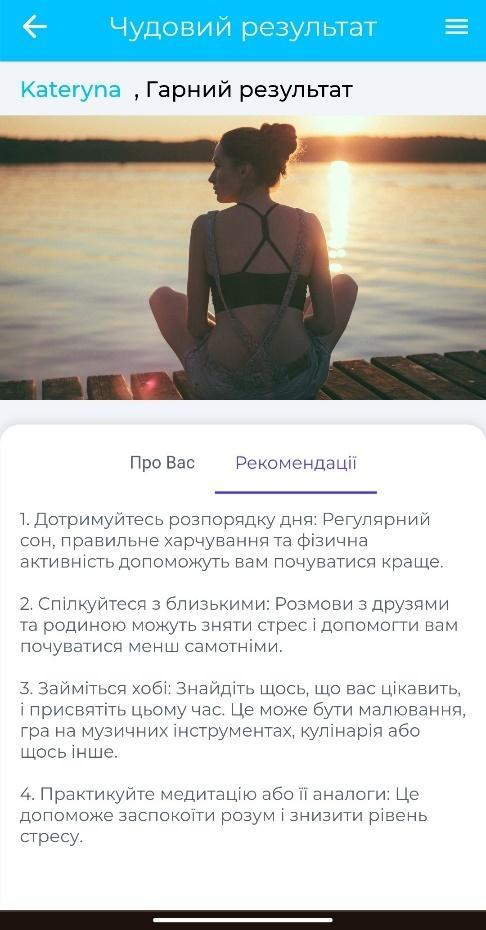 Чудовий результат
Kateryna , Гарний результат
Про Вас Рекомендації
1. Дотримуйтесь розпорядку дня: Регулярний
сон, правильне харчування та фізична
активність допоможуть вам почуватися краще.
2. Спілкуйтеся з близькими: Розмови з друзями
та родиною можуть зняти стрес і допомогти вам
почуватися менш самотніми.
3. Займіться хобі: Знайдіть щось, що вас цікавить,
і присвятіть цьому час. Це може бути малювання,
гра на музичних інструментах, кулінарія або
щось інше.
4. Практикуйте медитацію або її аналоги: Це
допоможе заспокоїти розум і знизити рівень
стресу.